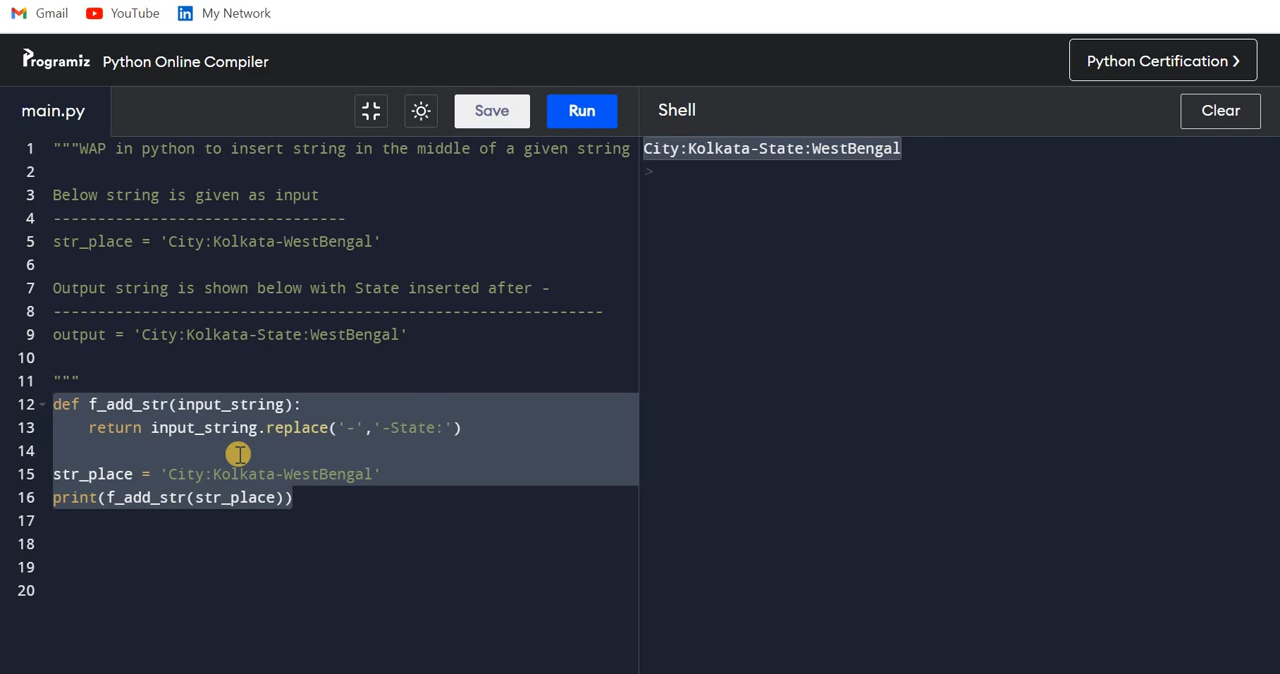 Gmail YouTube My Network
Programiz Python Online Compiler Python Certification ❯
main.py Save Run Shell Clear
1 """WAP in python to insert string in the middle of a given string
2
3 Below string is given as input
4 ---------------------------------
5 str_place = 'City:Kolkata-WestBengal'
6
7 Output string is shown below with State inserted after -
8 --------------------------------------------------------------
9 output = 'City:Kolkata-State:WestBengal'
10
11 """
12 def f_add_str(input_string):
13     return input_string.replace('-','-State:')
14
15 str_place = 'City:Kolkata-WestBengal'
16 print(f_add_str(str_place))
17
18
19
20
City:Kolkata-State:WestBengal
>